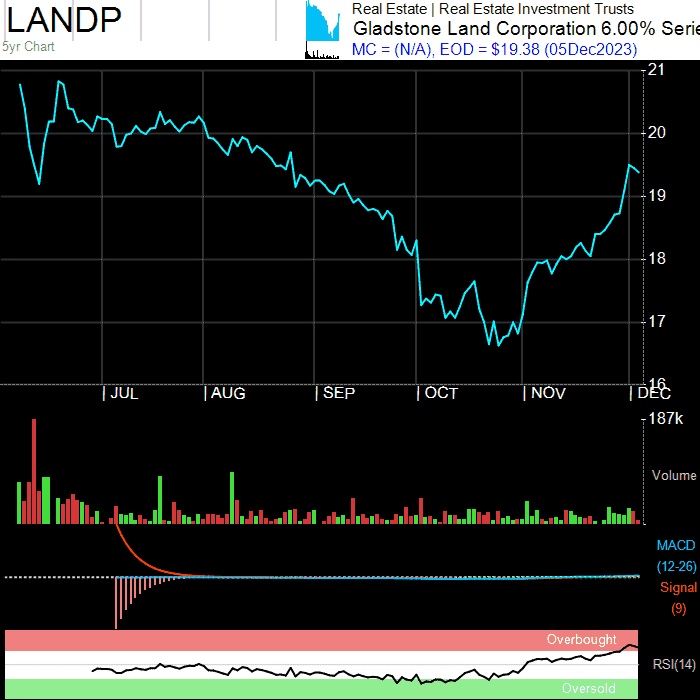 LANDP
5yr Chart
Real Estate | Real Estate Investment Trusts
Gladstone Land Corporation 6.00% Serie
MC = (N/A), EOD = $19.38 (05Dec2023)
21
20
19
18
17
16
| JUL | AUG | SEP | OCT | NOV | DEC
187k
Volume
MACD
(12-26)
Signal
(9)
Overbought
RSI(14)
Oversold